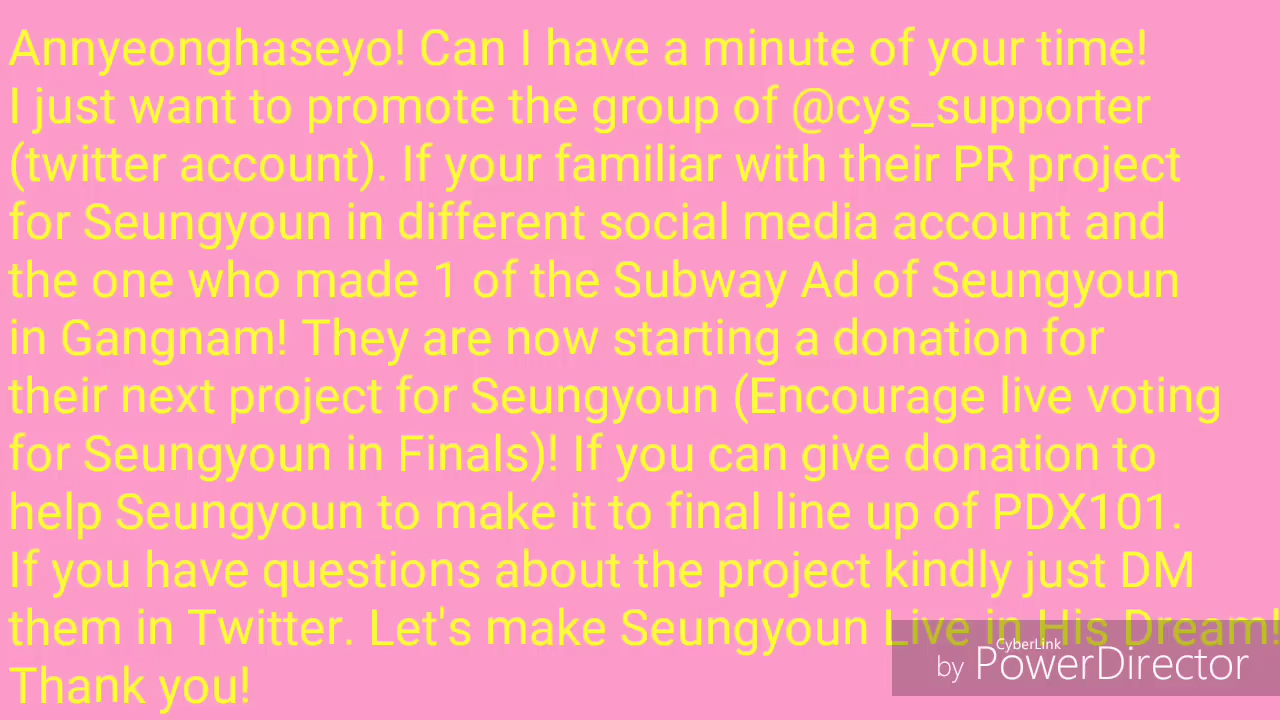 Annyeonghaseyo! Can I have a minute of your time!
I just want to promote the group of @cys_supporter
(twitter account). If your familiar with their PR project
for Seungyoun in different social media account and
the one who made 1 of the Subway Ad of Seungyoun
in Gangnam! They are now starting a donation for
their next project for Seungyoun (Encourage live voting
for Seungyoun in Finals)! If you can give donation to
help Seungyoun to make it to final line up of PDX101.
If you have questions about the project kindly just DM
them in Twitter. Let's make Seungyoun Live in His Dream!
Thank you!
CyberLink
by PowerDirector